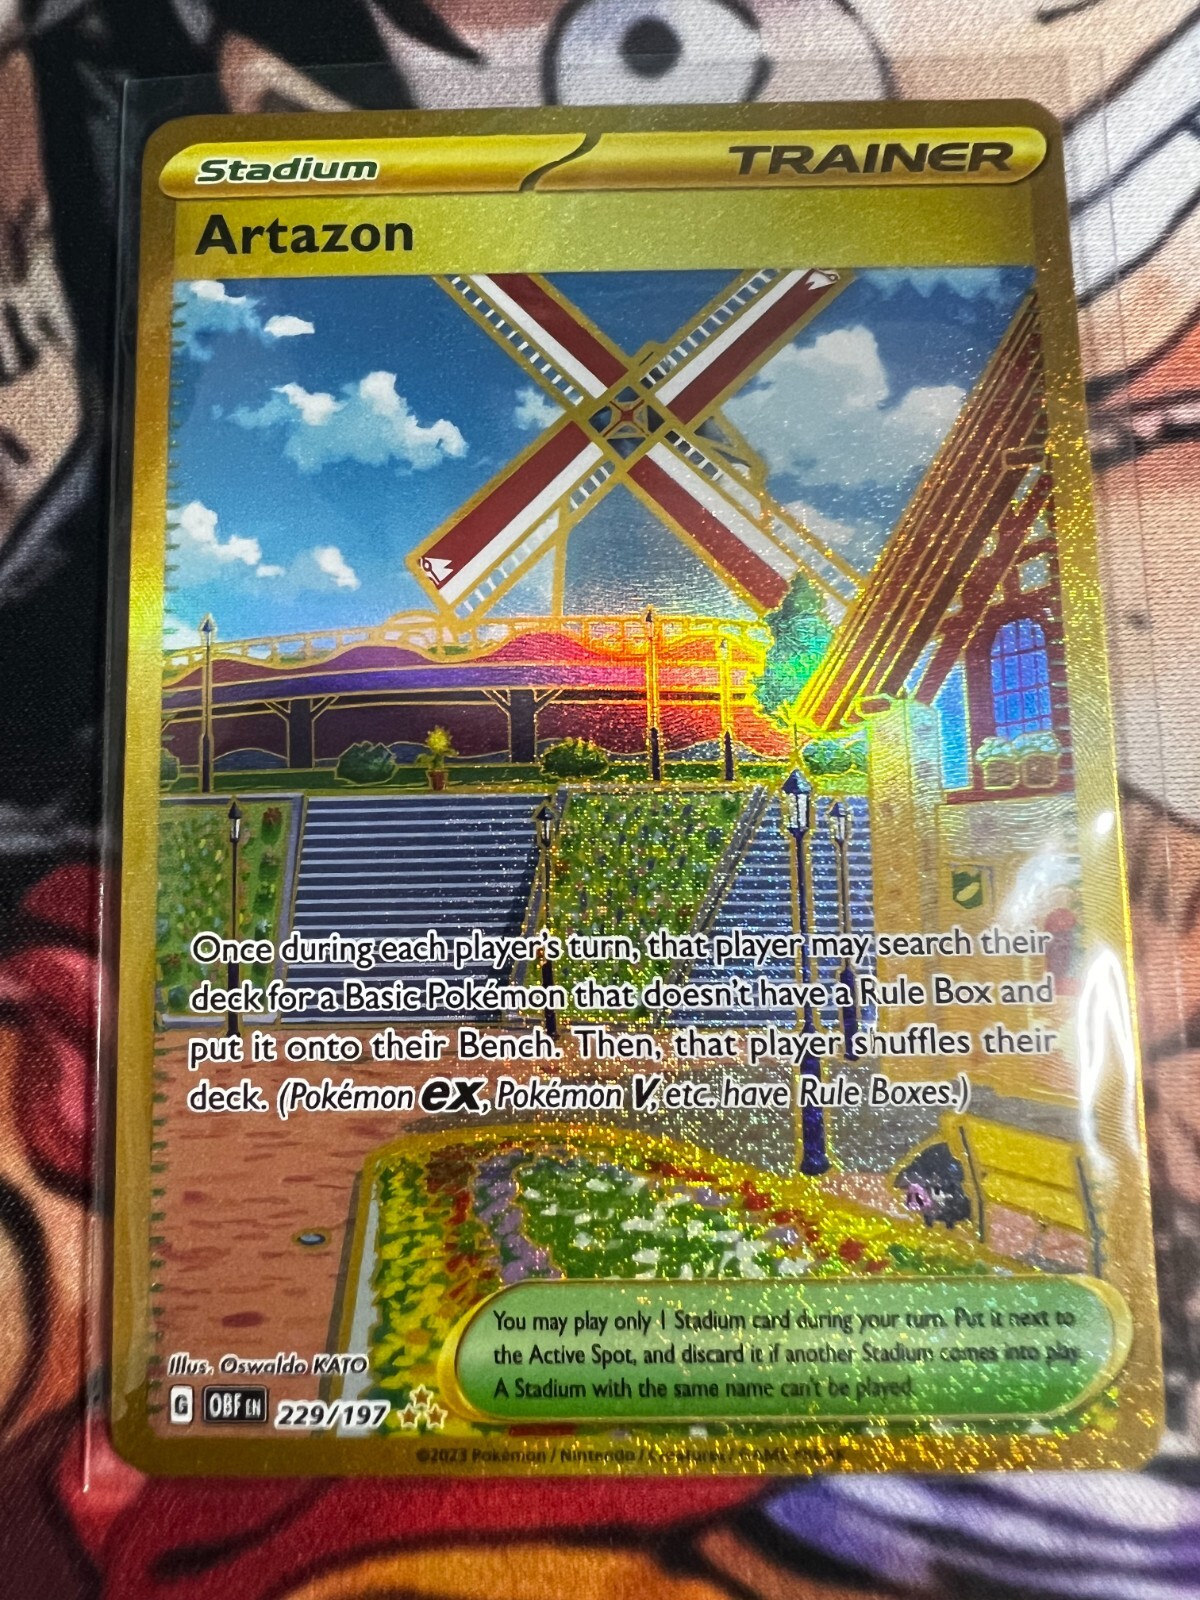 Stadium TRAINER
Artazon
Once during each player's turn, that player may search their
deck for a Basic Pokémon that doesn't have a Rule Box and
put it onto their Bench. Then, that player shuffles their
deck. (Pokémon ex, Pokémon V, etc. have Rule Boxes.)
You may play only 1 Stadium card during your turn. Put it next to
the Active Spot, and discard it if another Stadium comes into play.
A Stadium with the same name can't be played.
Illus. Oswaldo KATO
G OBF EN 229/197
©2023 Pokémon / Nintendo / Creatures / GAME FREAK